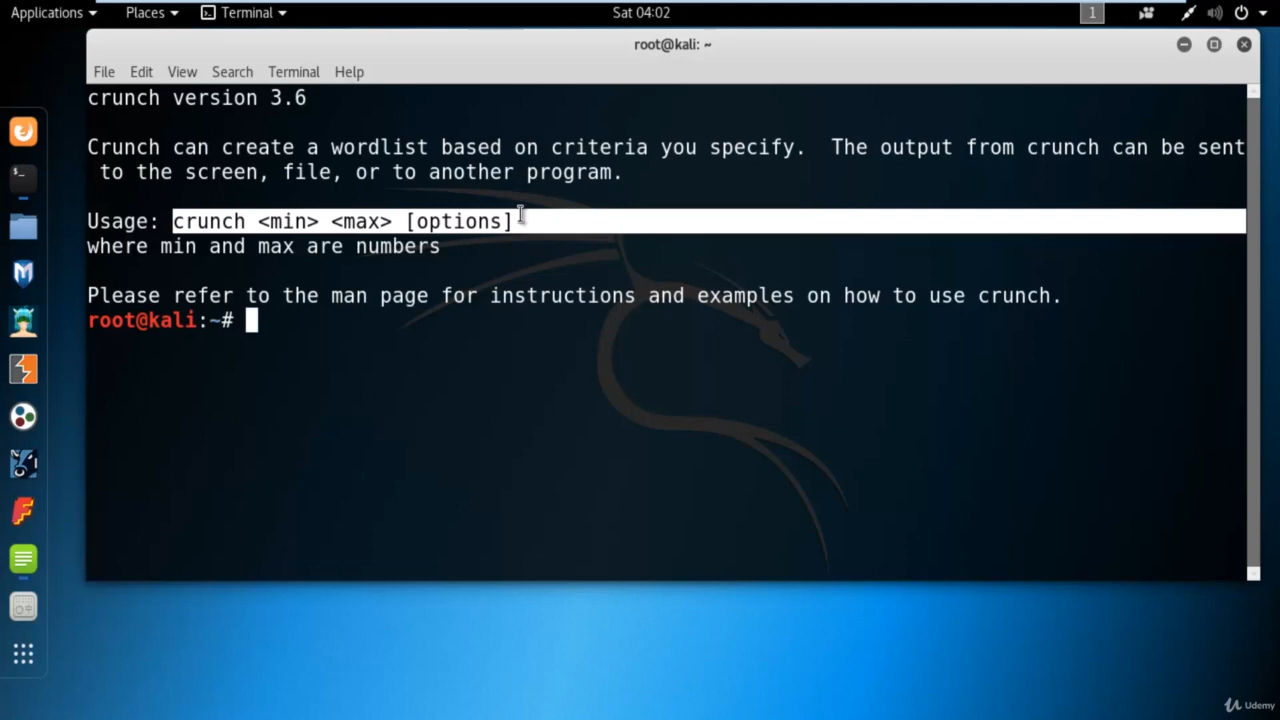 Applications Places Terminal Sat 04:02 1
root@kali: ~
File Edit View Search Terminal Help
crunch version 3.6
Crunch can create a wordlist based on criteria you specify.  The output from crunch can be sent
to the screen, file, or to another program.
Usage: crunch <min> <max> [options]
where min and max are numbers
Please refer to the man page for instructions and examples on how to use crunch.
root@kali:~#
Udemy